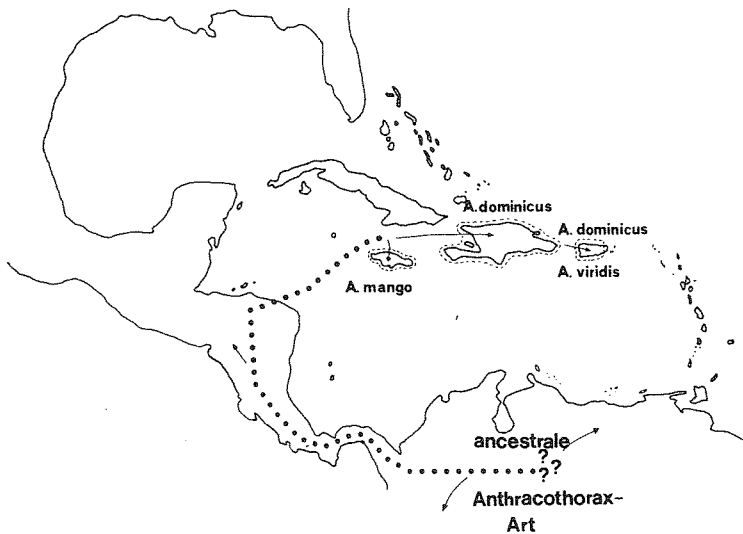 A.dominicus
A. dominicus
A. viridis
A. mango
ancestrale
?
??
Anthracothorax-
Art